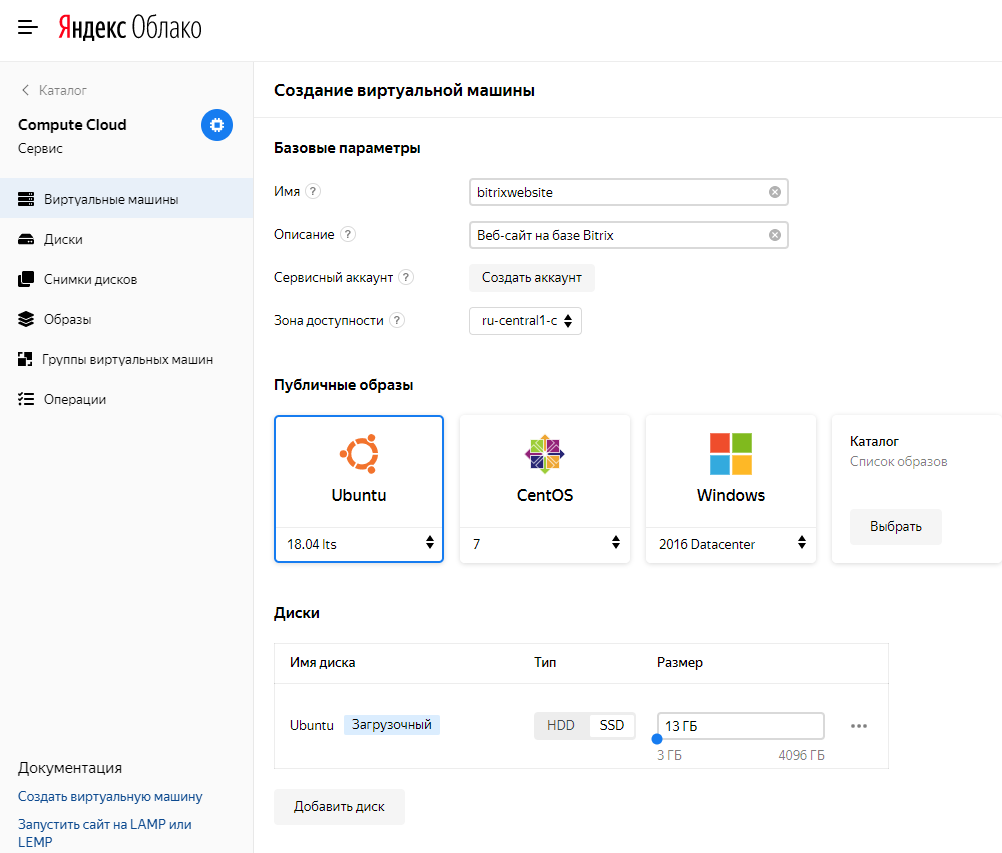 Яндекс Облако
Каталог
Compute Cloud
Сервис
Виртуальные машины
Диски
Снимки дисков
Образы
Группы виртуальных машин
Операции
Документация
Создать виртуальную машину
Запустить сайт на LAMP или
LEMP
Создание виртуальной машины
Базовые параметры
Имя ? bitrixwebsite
Описание ? Веб-сайт на базе Bitrix
Сервисный аккаунт ? Создать аккаунт
Зона доступности ? ru-central1-c
Публичные образы
Ubuntu
18.04 lts
CentOS
7
Windows
2016 Datacenter
Каталог
Список образов
Выбрать
Диски
Имя диска Тип Размер
Ubuntu Загрузочный HDD SSD 13 ГБ
3 ГБ 4096 ГБ
Добавить диск